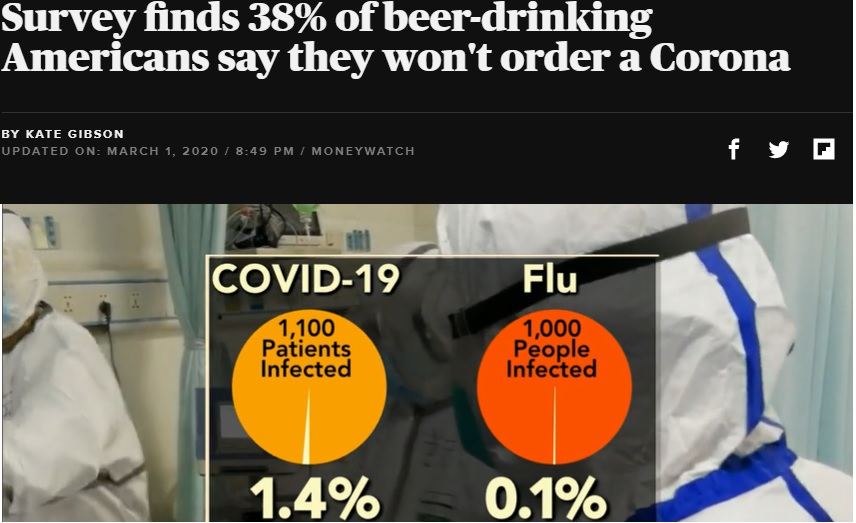 Survey finds 38% of beer-drinking
Americans say they won't order a Corona
BY KATE GIBSON
UPDATED ON: MARCH 1, 2020 / 8:49 PM / MONEYWATCH
COVID-19
1,100
Patients
Infected
1.4%
Flu
1,000
People
Infected
0.1%